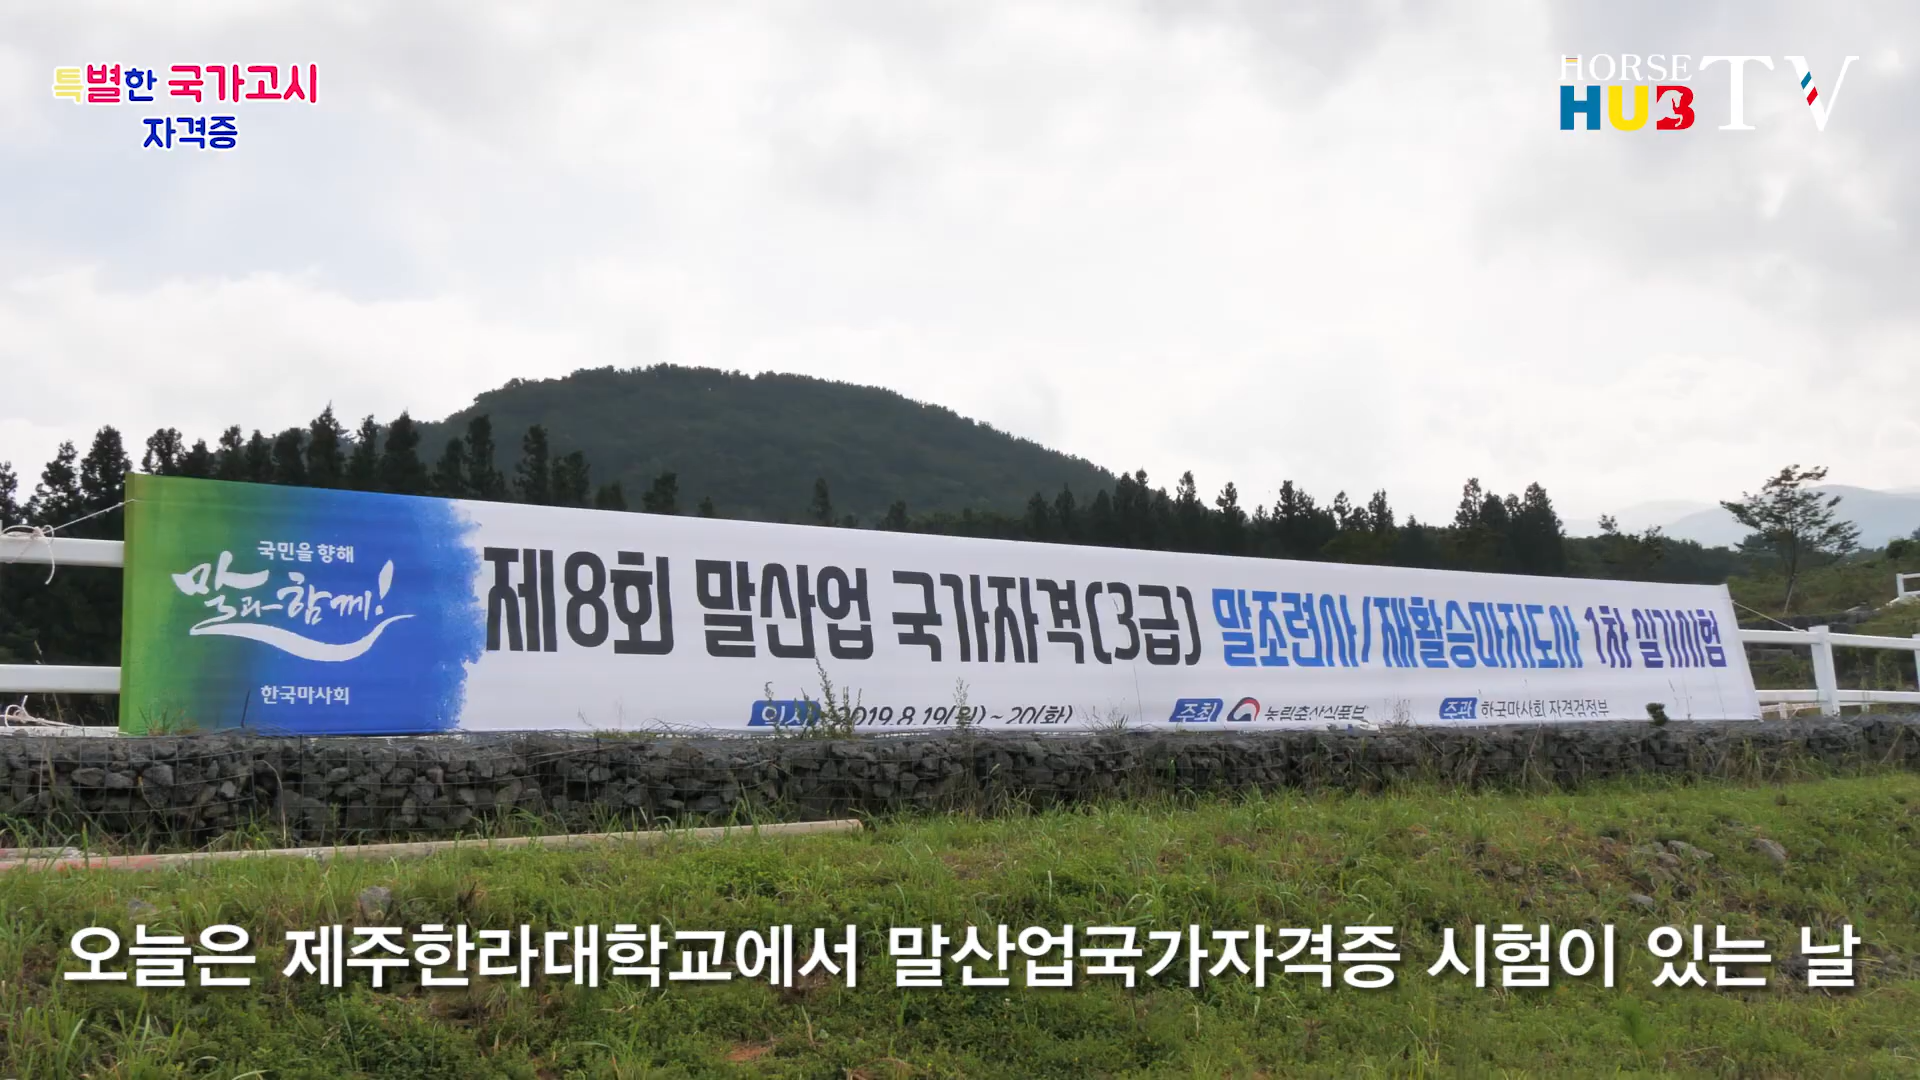 특별한 국가고시
자격증
HORSE
HUB TV
국민을 향해
말과 함께!
한국마사회
제8회 말산업 국가자격(3급) 말조련사/재활승마지도사 1차 실기시험
일시 2019.8.19(월) ~ 20(화)
주최 농림축산식품부
주관 한국마사회 자격검정부
오늘은 제주한라대학교에서 말산업국가자격증 시험이 있는 날